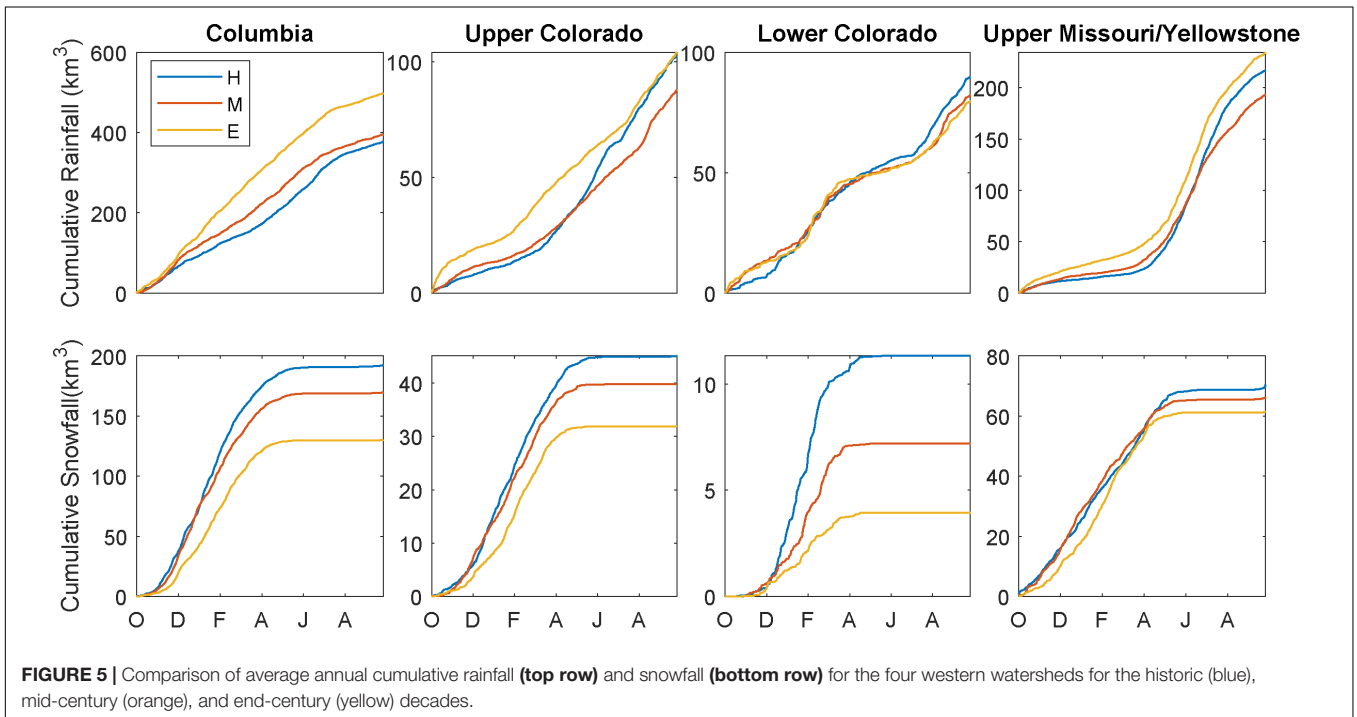 Columbia
Upper Colorado
Lower Colorado
Upper Missouri/Yellowstone
Cumulative Rainfall (km³)
600
400
200
0
H
M
E
100
50
0
100
50
0
200
150
100
50
0
Cumulative Snowfall(km³)
200
150
100
50
0
O D F A J A
40
30
20
10
0
O D F A J A
10
5
0
O D F A J A
80
60
40
20
0
O D F A J A
FIGURE 5 | Comparison of average annual cumulative rainfall (top row) and snowfall (bottom row) for the four western watersheds for the historic (blue),
mid-century (orange), and end-century (yellow) decades.